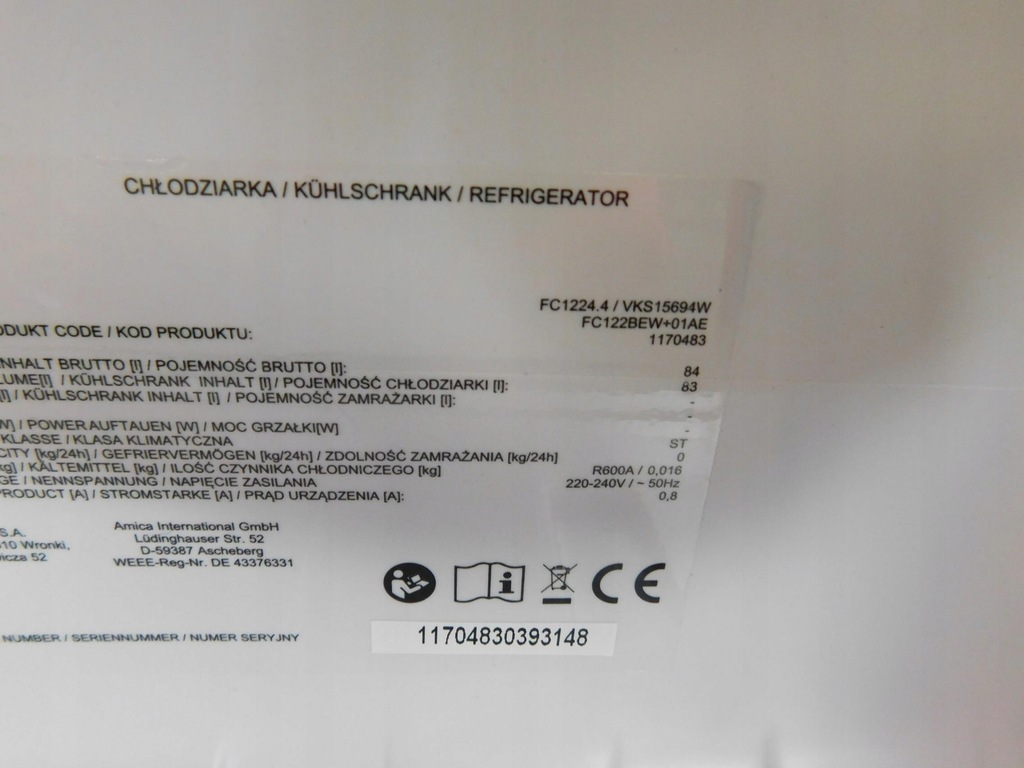 CHŁODZIARKA / KÜHLSCHRANK / REFRIGERATOR
FC1224.4 / VKS15694W
FC122BEW+01AE
ODUKT CODE / KOD PRODUKTU: 1170483
NHALT BRUTTO [l] / POJEMNOŚĆ BRUTTO [l]: 84
LUME[l] / KÜHLSCHRANK INHALT [l] / POJEMNOŚĆ CHŁODZIARKI [l]: 83
[l] / KÜHLSCHRANK INHALT [l] / POJEMNOŚĆ ZAMRAŻARKI [l]: -
W] / POWERAUFTAUEN [W] / MOC GRZAŁKI[W] -
KLASSE / KLASA KLIMATYCZNA ST
CITY [kg/24h] / GEFRIERVERMÖGEN [kg/24h] / ZDOLNOŚĆ ZAMRAŻANIA [kg/24h] 0
kg] / KÄLTEMITTEL [kg] / ILOŚĆ CZYNNIKA CHŁODNICZEGO [kg] R600A / 0,016
GE / NENNSPANNUNG / NAPIĘCIE ZASILANIA 220-240V / ~ 50Hz
PRODUCT [A] / STROMSTARKE [A] / PRĄD URZĄDZENIA [A]: 0,8
S.A.
510 Wronki,
wicza 52
Amica International GmbH
Lüdinghauser Str. 52
D-59387 Ascheberg
WEEE-Reg-Nr. DE 43376331
CE
NUMBER / SERIENNUMMER / NUMER SERYJNY 11704830393148